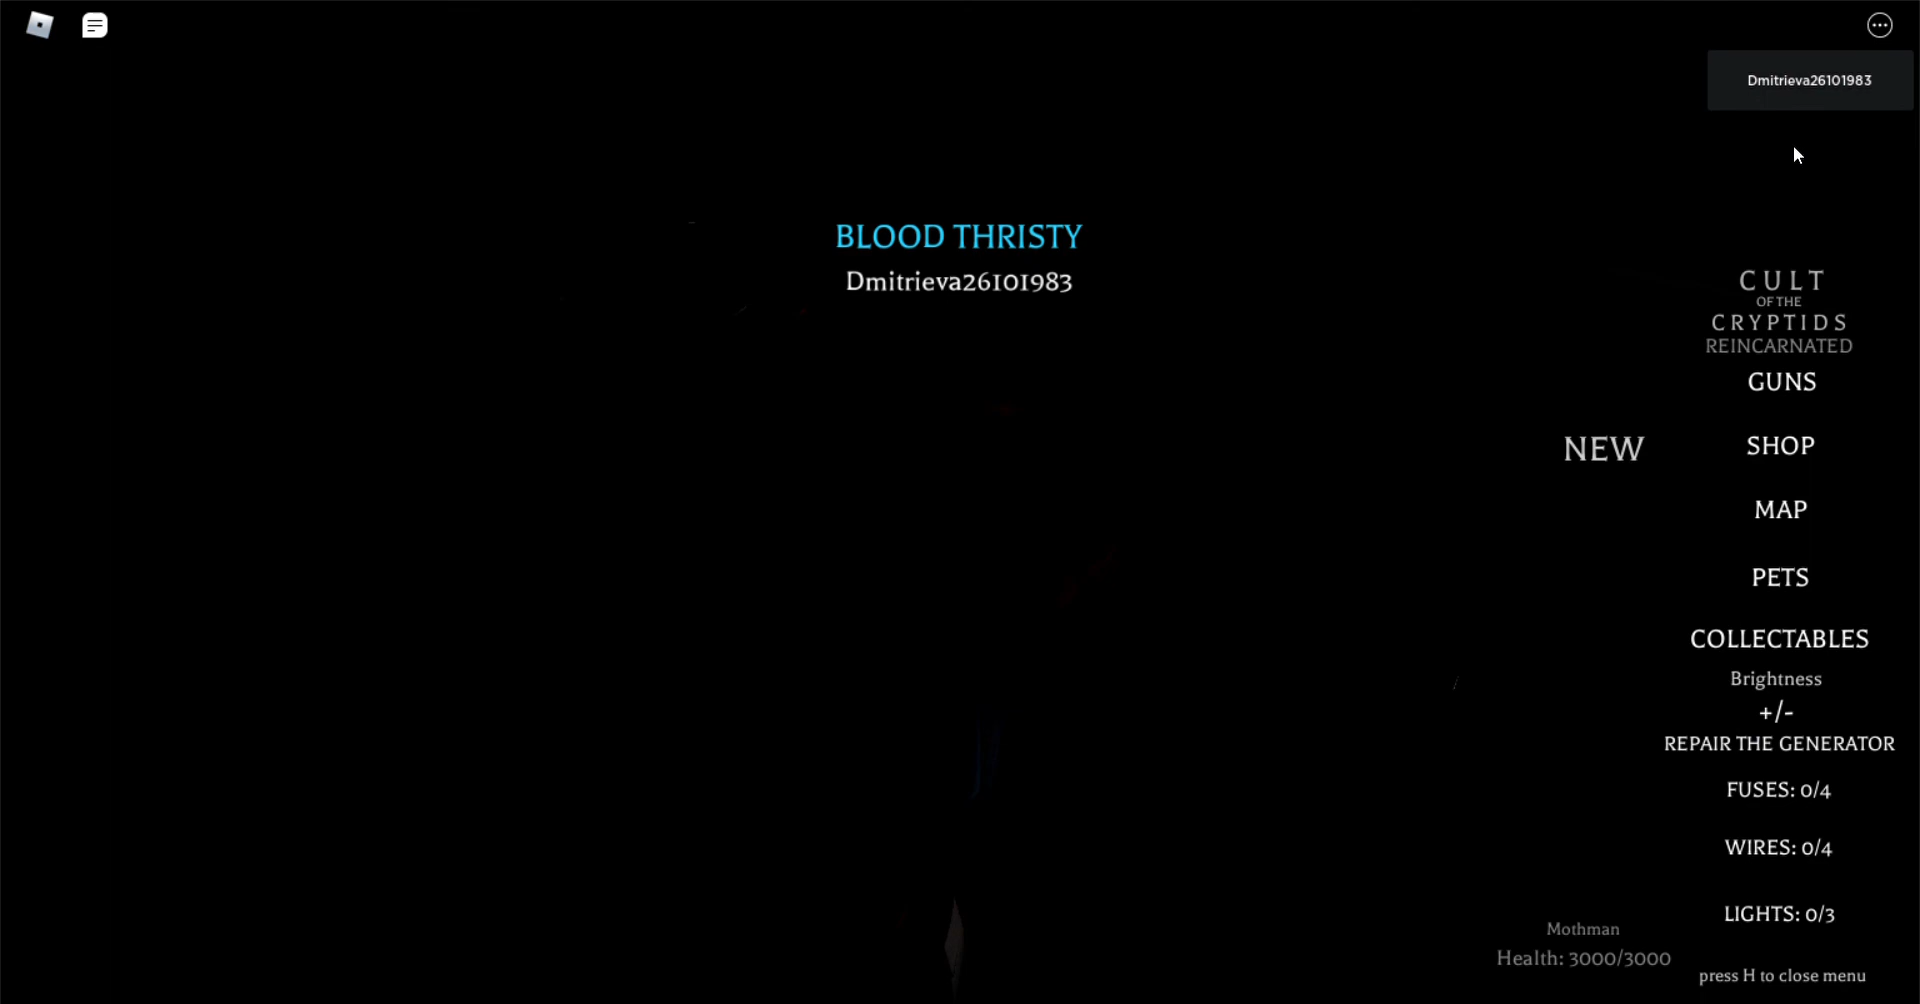 Dmitrieva26101983
BLOOD THRISTY
Dmitrieva26101983
CULT
OF THE
CRYPTIDS
REINCARNATED
GUNS
NEW
SHOP
MAP
PETS
COLLECTABLES
Brightness
+/-
REPAIR THE GENERATOR
FUSES: 0/4
WIRES: 0/4
LIGHTS: 0/3
Mothman
Health: 3000/3000
press H to close menu